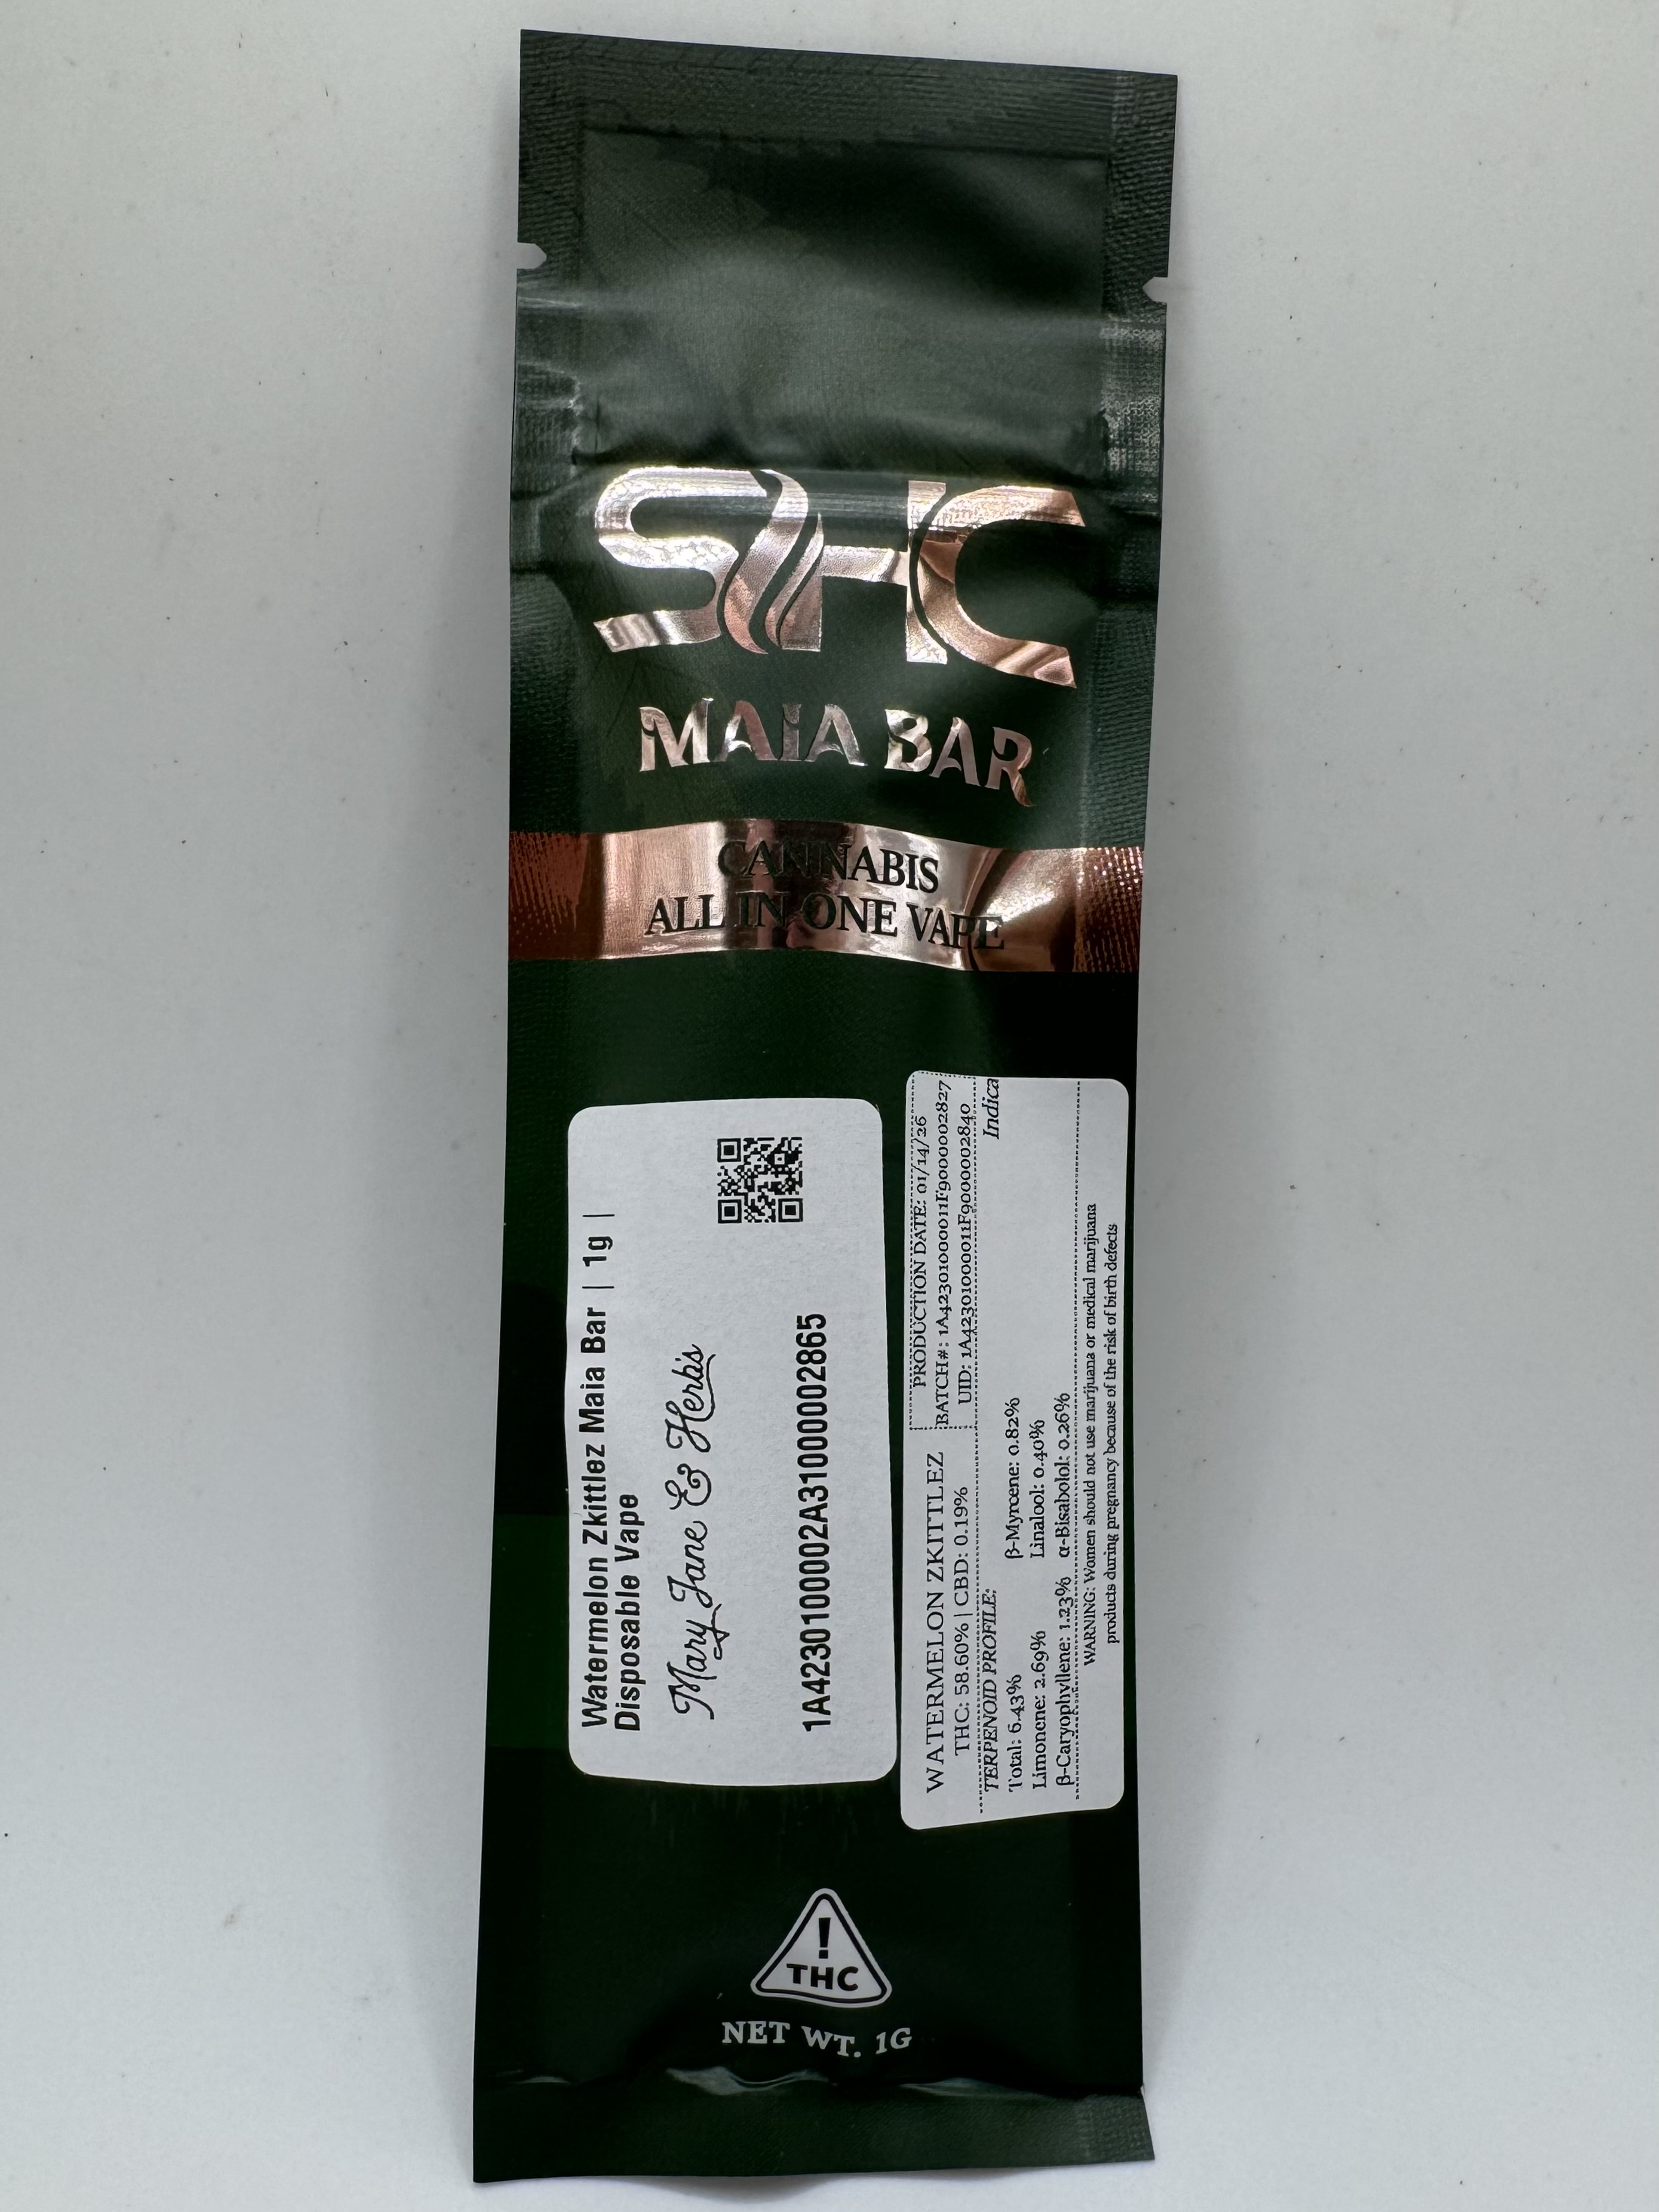 SHC
MAIA BAR
CANNABIS
ALL IN ONE VAPE
Watermelon Zkittlez Maia Bar | 1g |
Disposable Vape
Mary Jane & Herb's
1A4230100002A31000002865
WATERMELON ZKITTLEZ
THC: 58.60% | CBD: 0.19%
PRODUCTION DATE: 01/14/26
BATCH#: 1A42301000011F9000002827
UID: 1A42301000011F9000002840
TERPENOID PROFILE:
Indica
Total: 6.43% β-Myrcene: 0.82%
Limonene: 2.69% Linalool: 0.40%
β-Caryophyllene: 1.23% α-Bisabolol: 0.26%
WARNING: Women should not use marijuana or medical marijuana
products during pregnancy because of the risk of birth defects
!
THC
NET WT. 1G